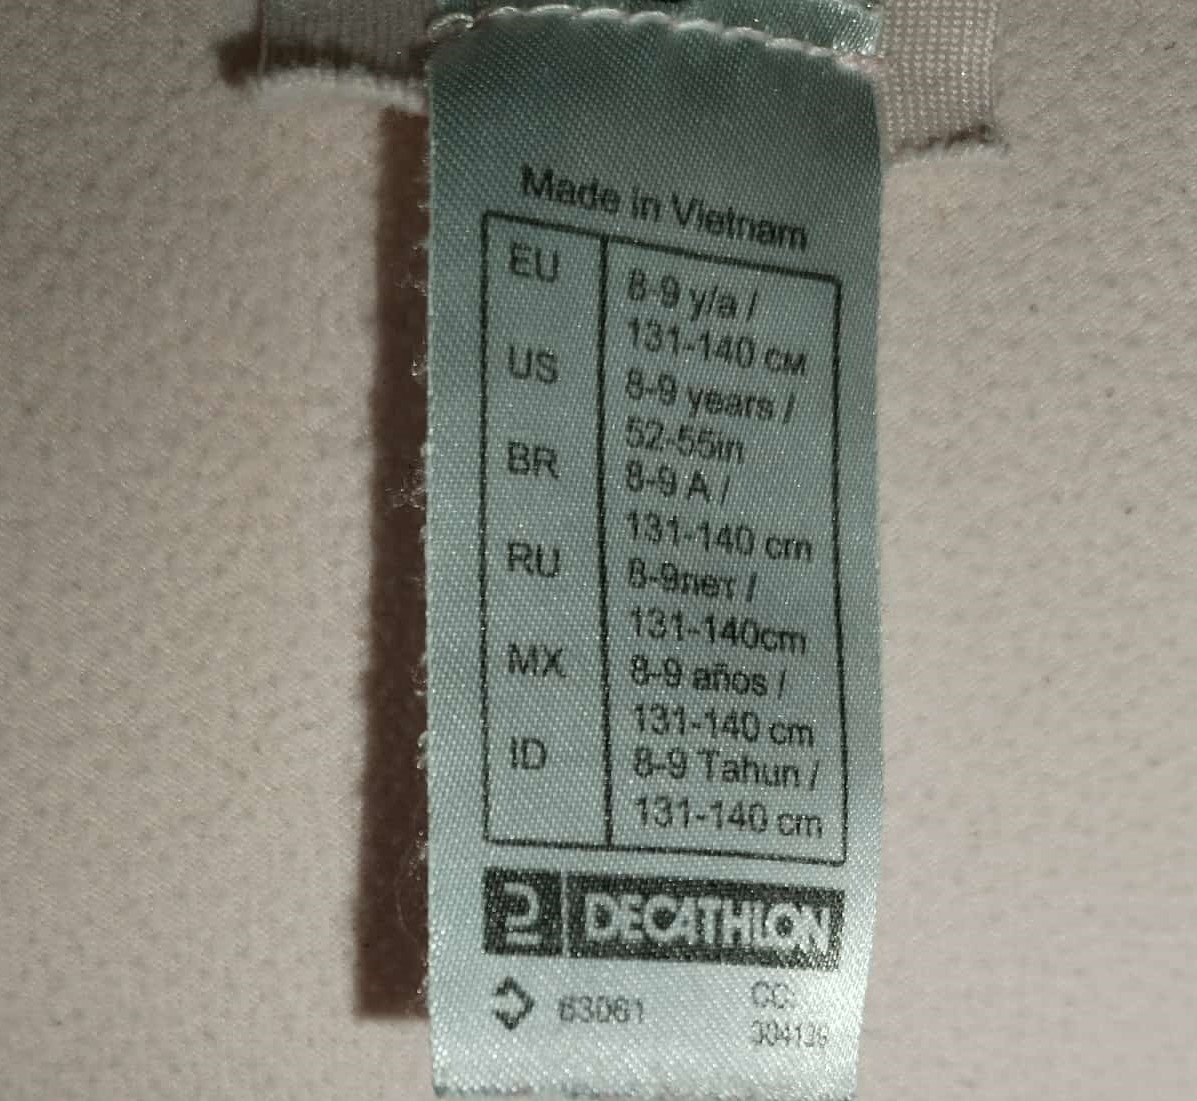 Made in Vietnam
EU 8-9 y/a /
131-140 см
US 8-9 years /
52-55in
BR 8-9 A /
131-140 cm
RU 8-9лет /
131-140cm
MX 8-9 años /
131-140 cm
ID 8-9 Tahun /
131-140 cm
DECATHLON
63061 CC: